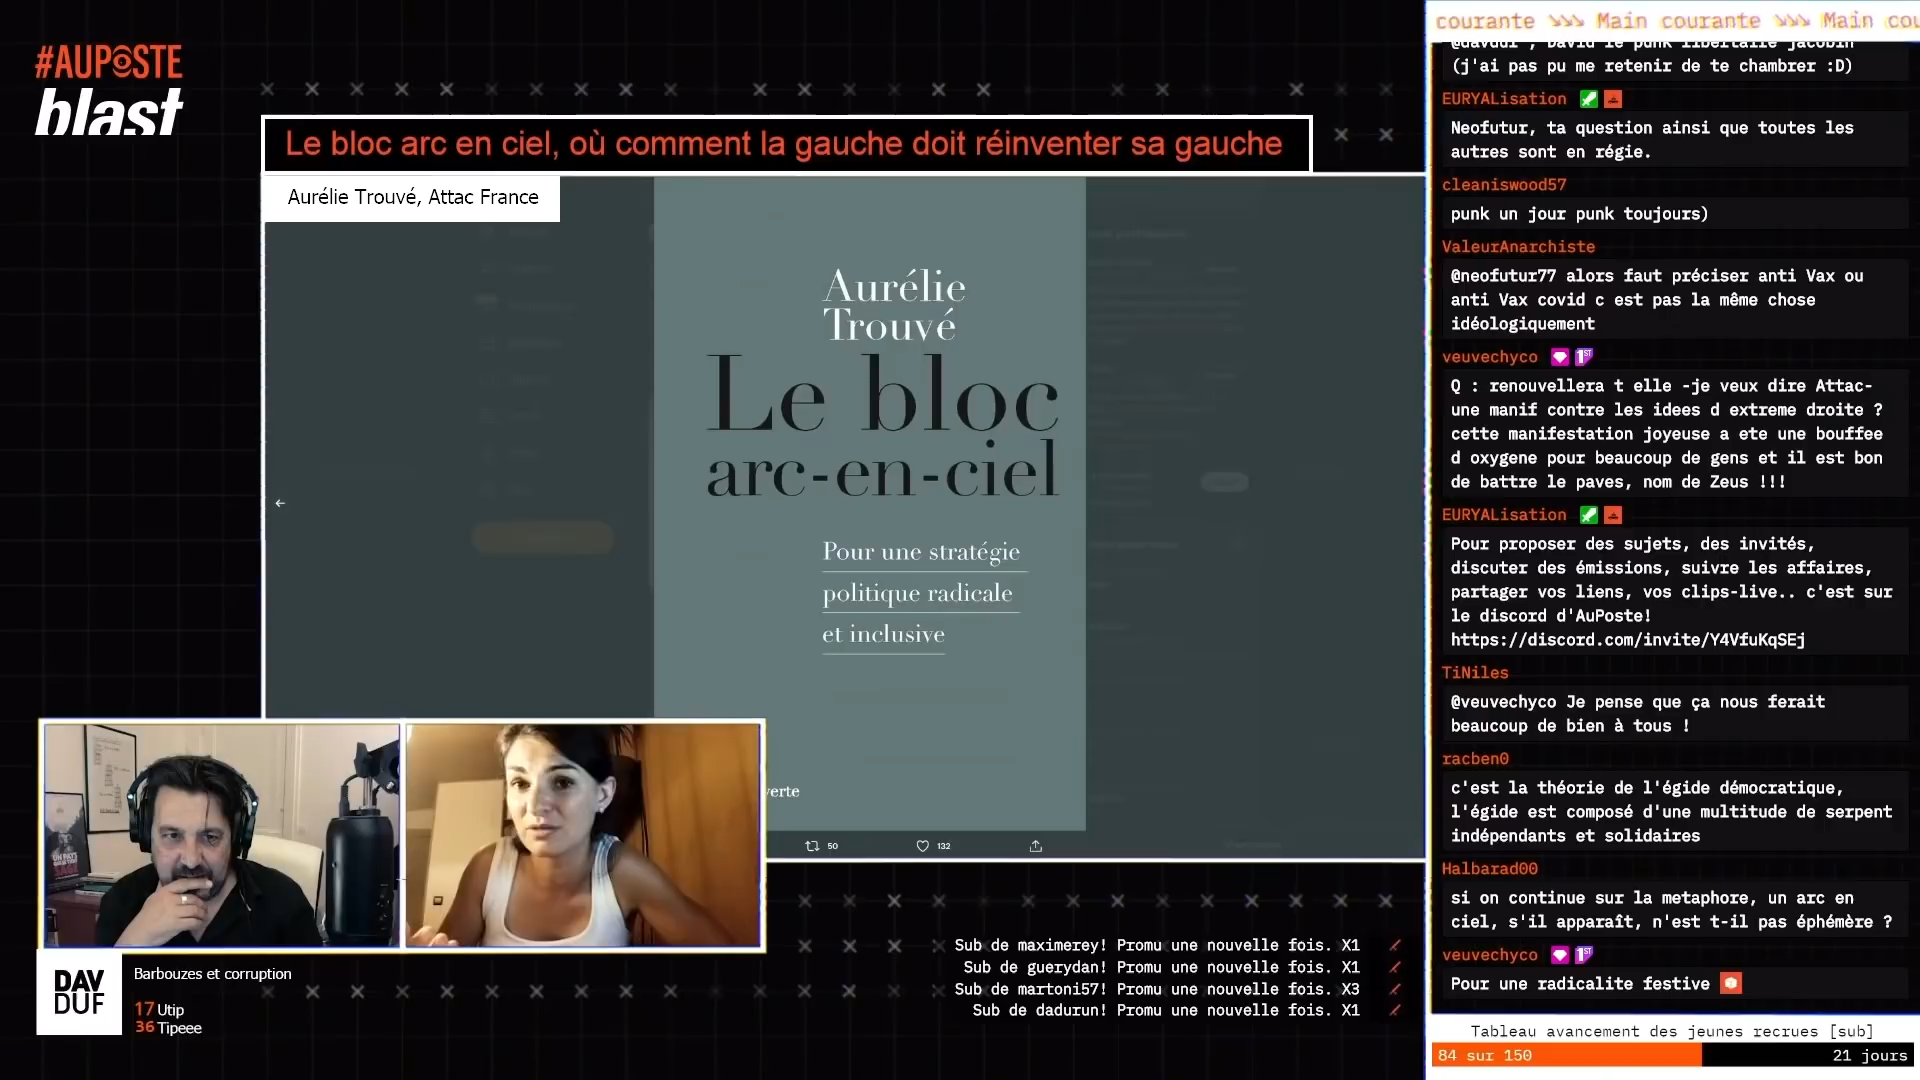 #AUPOSTE
blast
Le bloc arc en ciel, où comment la gauche doit réinventer sa gauche
Aurélie Trouvé, Attac France
Aurélie
Trouvé
Le bloc
arc-en-ciel
Pour une stratégie
politique radicale
et inclusive
verte
50
132
DAV
DUF
Barbouzes et corruption
17 Utip
36 Tipeee
Sub de maximerey! Promu une nouvelle fois. X1
Sub de guerydan! Promu une nouvelle fois. X1
Sub de martoni57! Promu une nouvelle fois. X3
Sub de dadurun! Promu une nouvelle fois. X1
courante >>> Main courante >>> Main cou
@davduf , David le punk libertaire jacobin
(j'ai pas pu me retenir de te chambrer :D)
EURYALisation
Neofutur, ta question ainsi que toutes les
autres sont en régie.
cleaniswood57
punk un jour punk toujours)
ValeurAnarchiste
@neofutur77 alors faut préciser anti Vax ou
anti Vax covid c est pas la même chose
idéologiquement
veuvechyco 1ST
Q : renouvellera t elle -je veux dire Attac-
une manif contre les idees d extreme droite ?
cette manifestation joyeuse a ete une bouffee
d oxygene pour beaucoup de gens et il est bon
de battre le paves, nom de Zeus !!!
EURYALisation
Pour proposer des sujets, des invités,
discuter des émissions, suivre les affaires,
partager vos liens, vos clips-live.. c'est sur
le discord d'AuPoste!
https://discord.com/invite/Y4VfuKqSEj
TiNiles
@veuvechyco Je pense que ça nous ferait
beaucoup de bien à tous !
racben0
c'est la théorie de l'égide démocratique,
l'égide est composé d'une multitude de serpent
indépendants et solidaires
Halbarad00
si on continue sur la metaphore, un arc en
ciel, s'il apparaît, n'est t-il pas éphémère ?
veuvechyco 1ST
Pour une radicalite festive
Tableau avancement des jeunes recrues [sub]
84 sur 150 21 jours